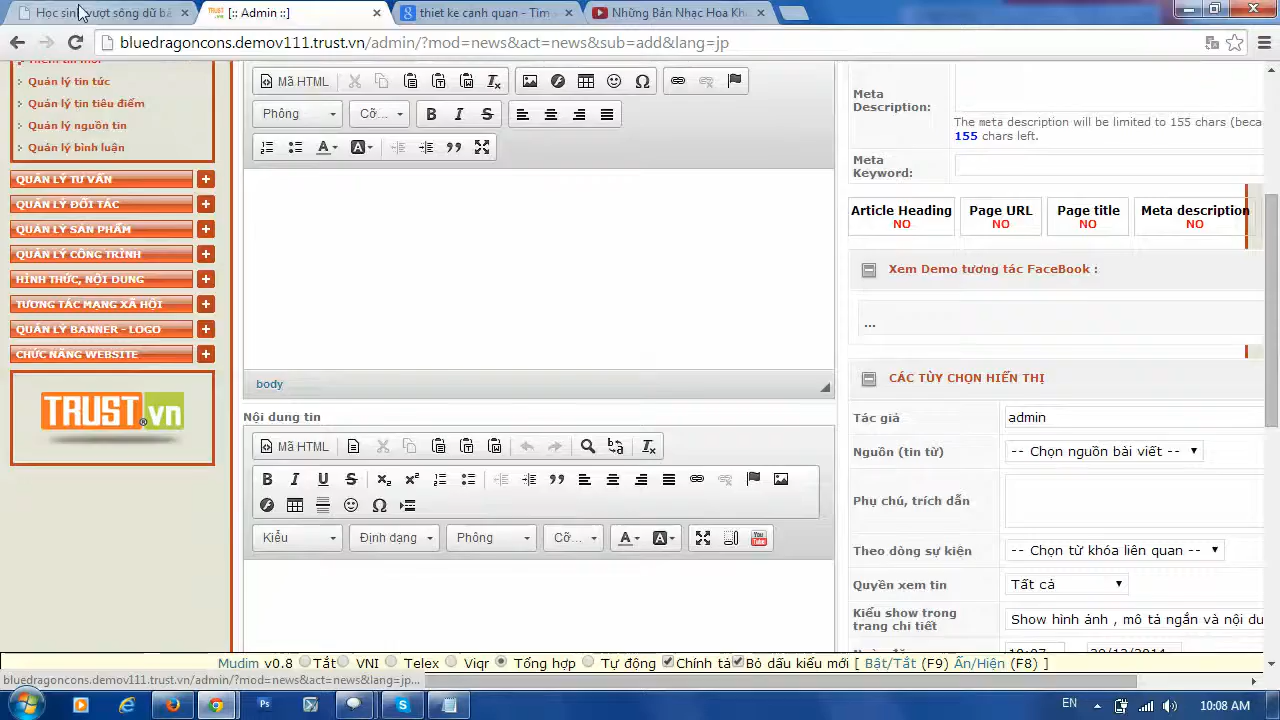 Học sinh vượt sông dữ bằ
[:: Admin ::]
thiet ke canh quan - Tìm
Những Bản Nhạc Hoa Kh
bluedragoncons.demov111.trust.vn/admin/?mod=news&act=news&sub=add&lang=jp
Quản lý tin tức
Quản lý tin tiêu điểm
Quản lý nguồn tin
Quản lý bình luận
QUẢN LÝ TƯ VẤN
QUẢN LÝ ĐỐI TÁC
QUẢN LÝ SẢN PHẨM
QUẢN LÝ CÔNG TRÌNH
HÌNH THỨC, NỘI DUNG
TƯƠNG TÁC MẠNG XÃ HỘI
QUẢN LÝ BANNER - LOGO
CHỨC NĂNG WEBSITE
TRUST.vn
Mã HTML
Phông
Cỡ...
body
Nội dung tin
Mã HTML
Kiểu
Định dạng
Phông
Cỡ...
Meta
Description:
The meta description will be limited to 155 chars (beca
155 chars left.
Meta
Keyword:
Article Heading
NO
Page URL
NO
Page title
NO
Meta description
NO
Xem Demo tương tác FaceBook :
...
CÁC TÙY CHỌN HIỂN THỊ
Tác giả
admin
Nguồn (tin từ)
-- Chọn nguồn bài viết --
Phụ chú, trích dẫn
Theo dòng sự kiện
-- Chọn từ khóa liên quan --
Quyền xem tin
Tất cả
Kiểu show trong
trang chi tiết
Show hình ảnh , mô tả ngắn và nội du
Mudim v0.8 Tắt VNI Telex Viqr Tổng hợp Tự động Chính tả Bỏ dấu kiểu mới [ Bật/Tắt (F9) Ẩn/Hiện (F8) ]
bluedragoncons.demov111.trust.vn/admin/?mod=news&act=news&lang=jp...
EN
10:08 AM